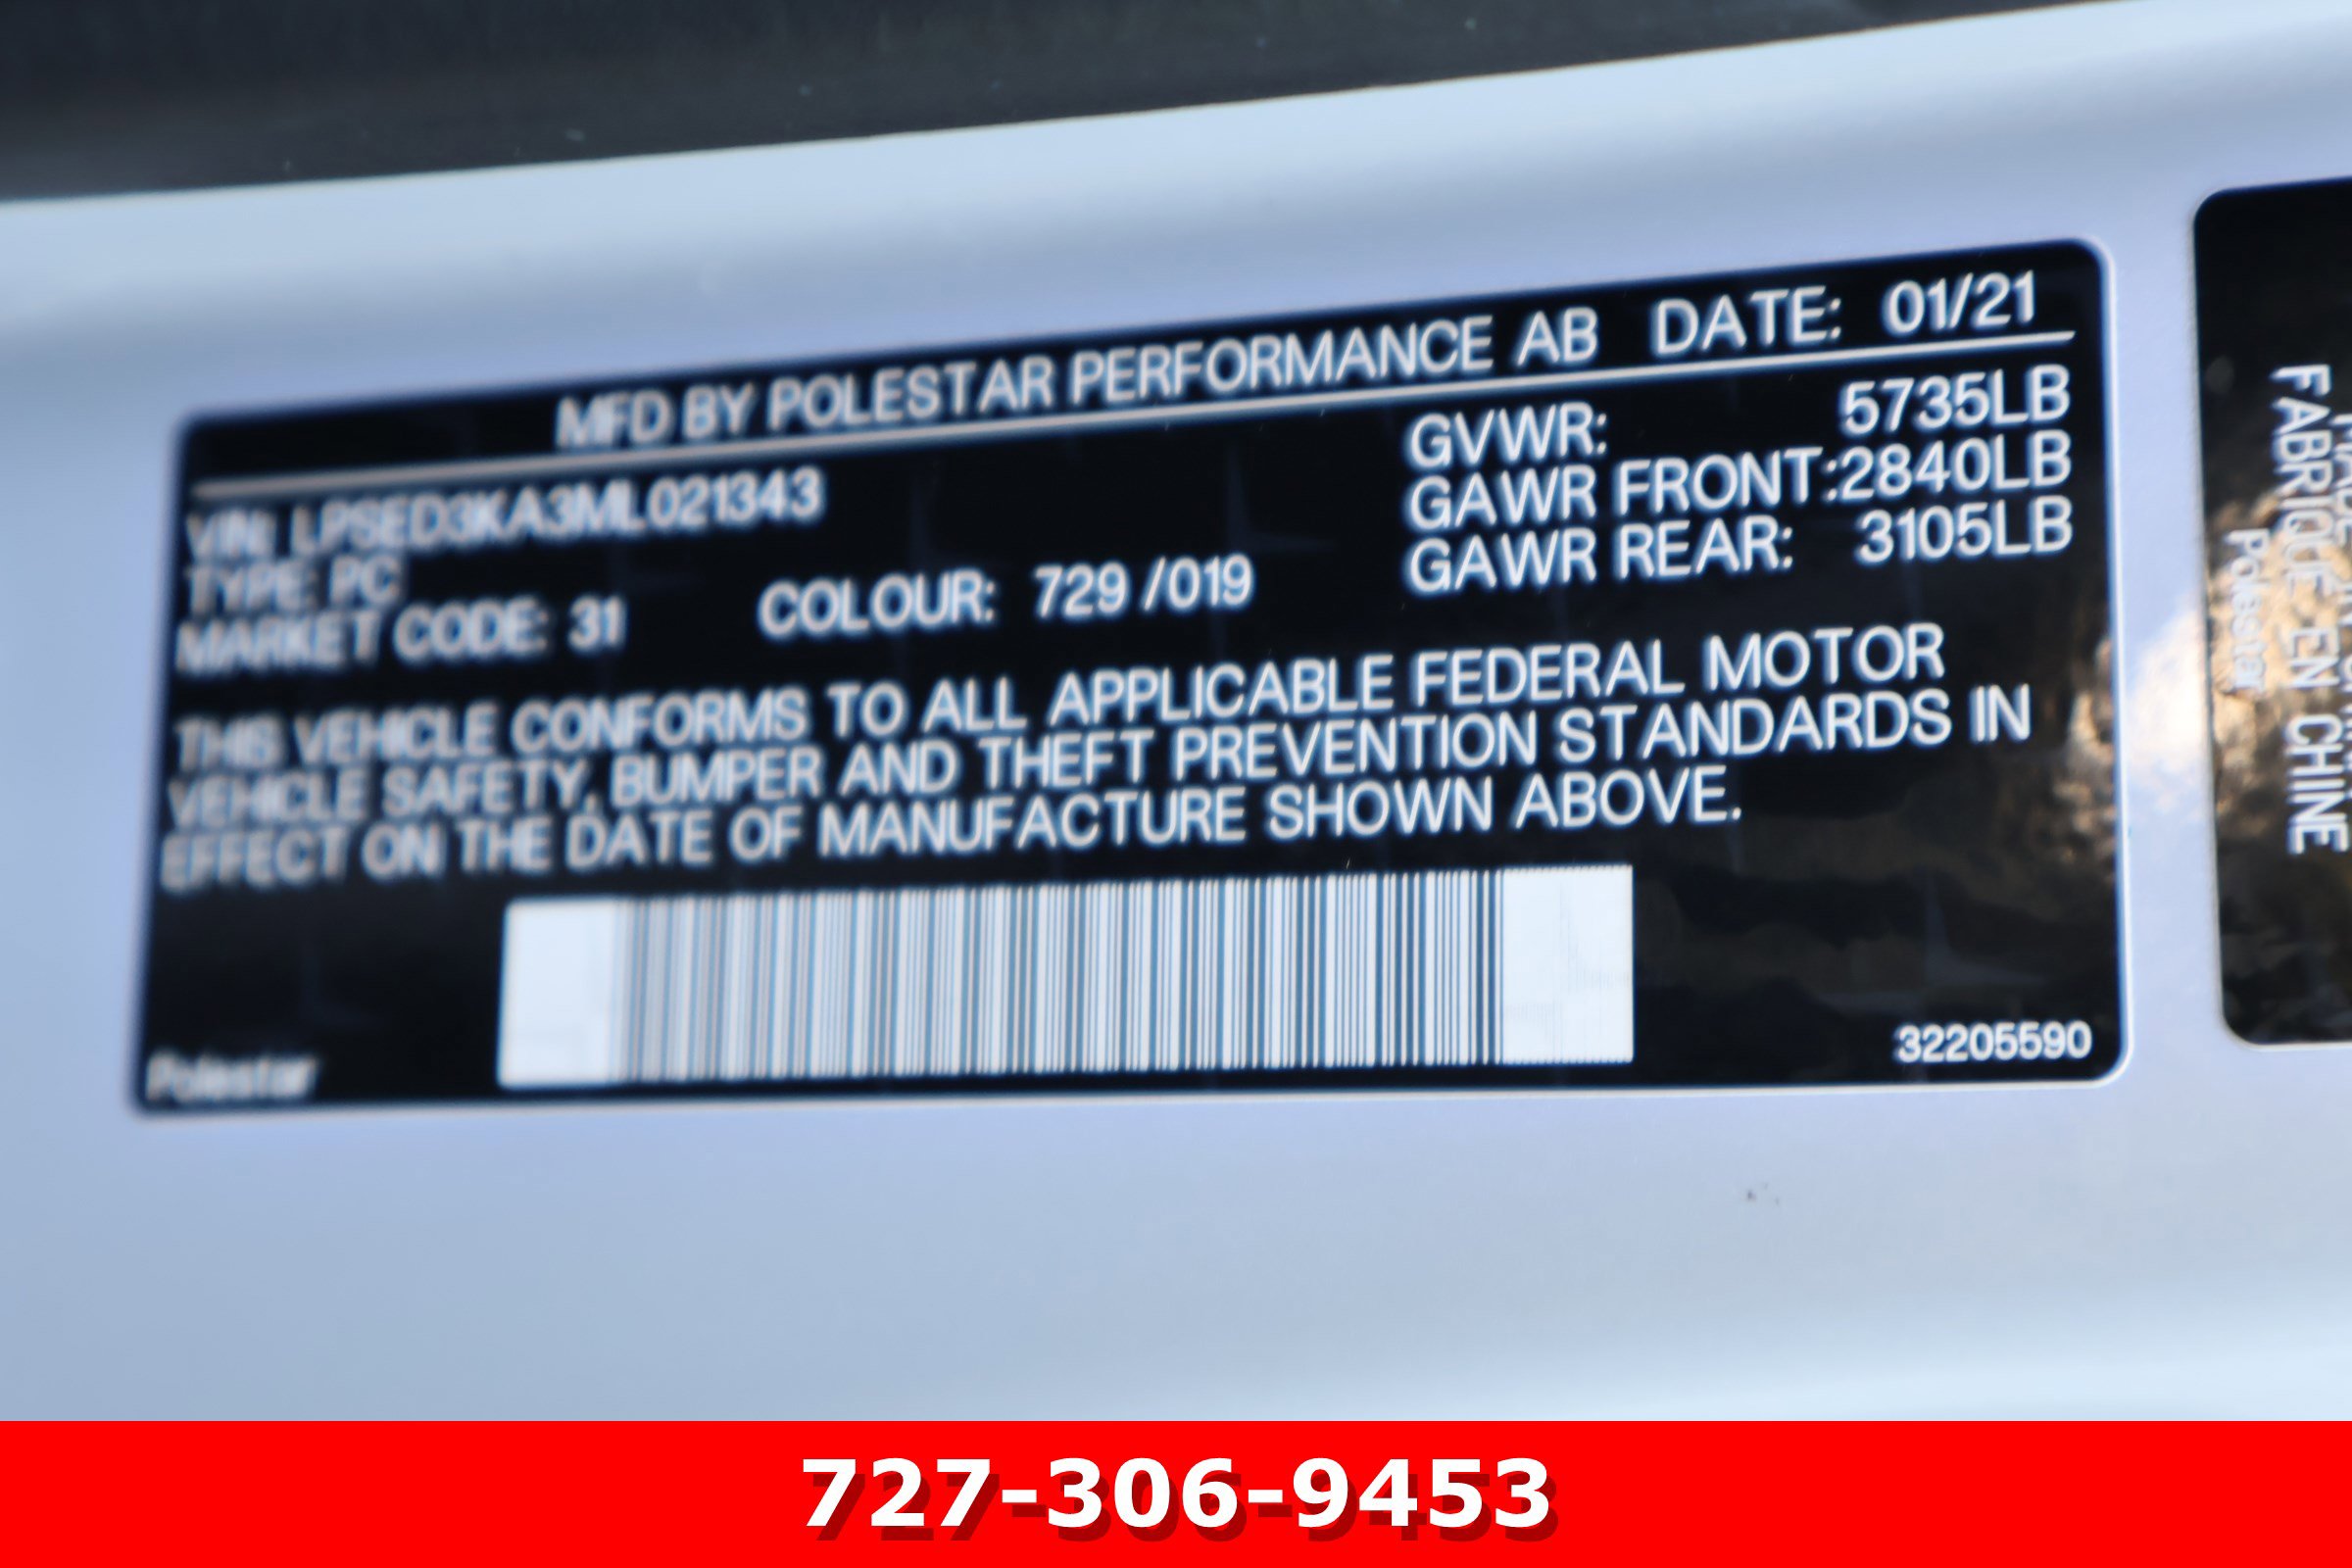 MFD BY POLESTAR PERFORMANCE AB DATE: 01/21
VIN: LPSED3KA3ML021343
TYPE: PC
MARKET CODE: 31
COLOUR: 729 /019
GVWR: 5735LB
GAWR FRONT:2840LB
GAWR REAR: 3105LB
THIS VEHICLE CONFORMS TO ALL APPLICABLE FEDERAL MOTOR
VEHICLE SAFETY, BUMPER AND THEFT PREVENTION STANDARDS IN
EFFECT ON THE DATE OF MANUFACTURE SHOWN ABOVE.
Polestar
32205590
FABRIQUE EN CHINE
Polestar
727-306-9453